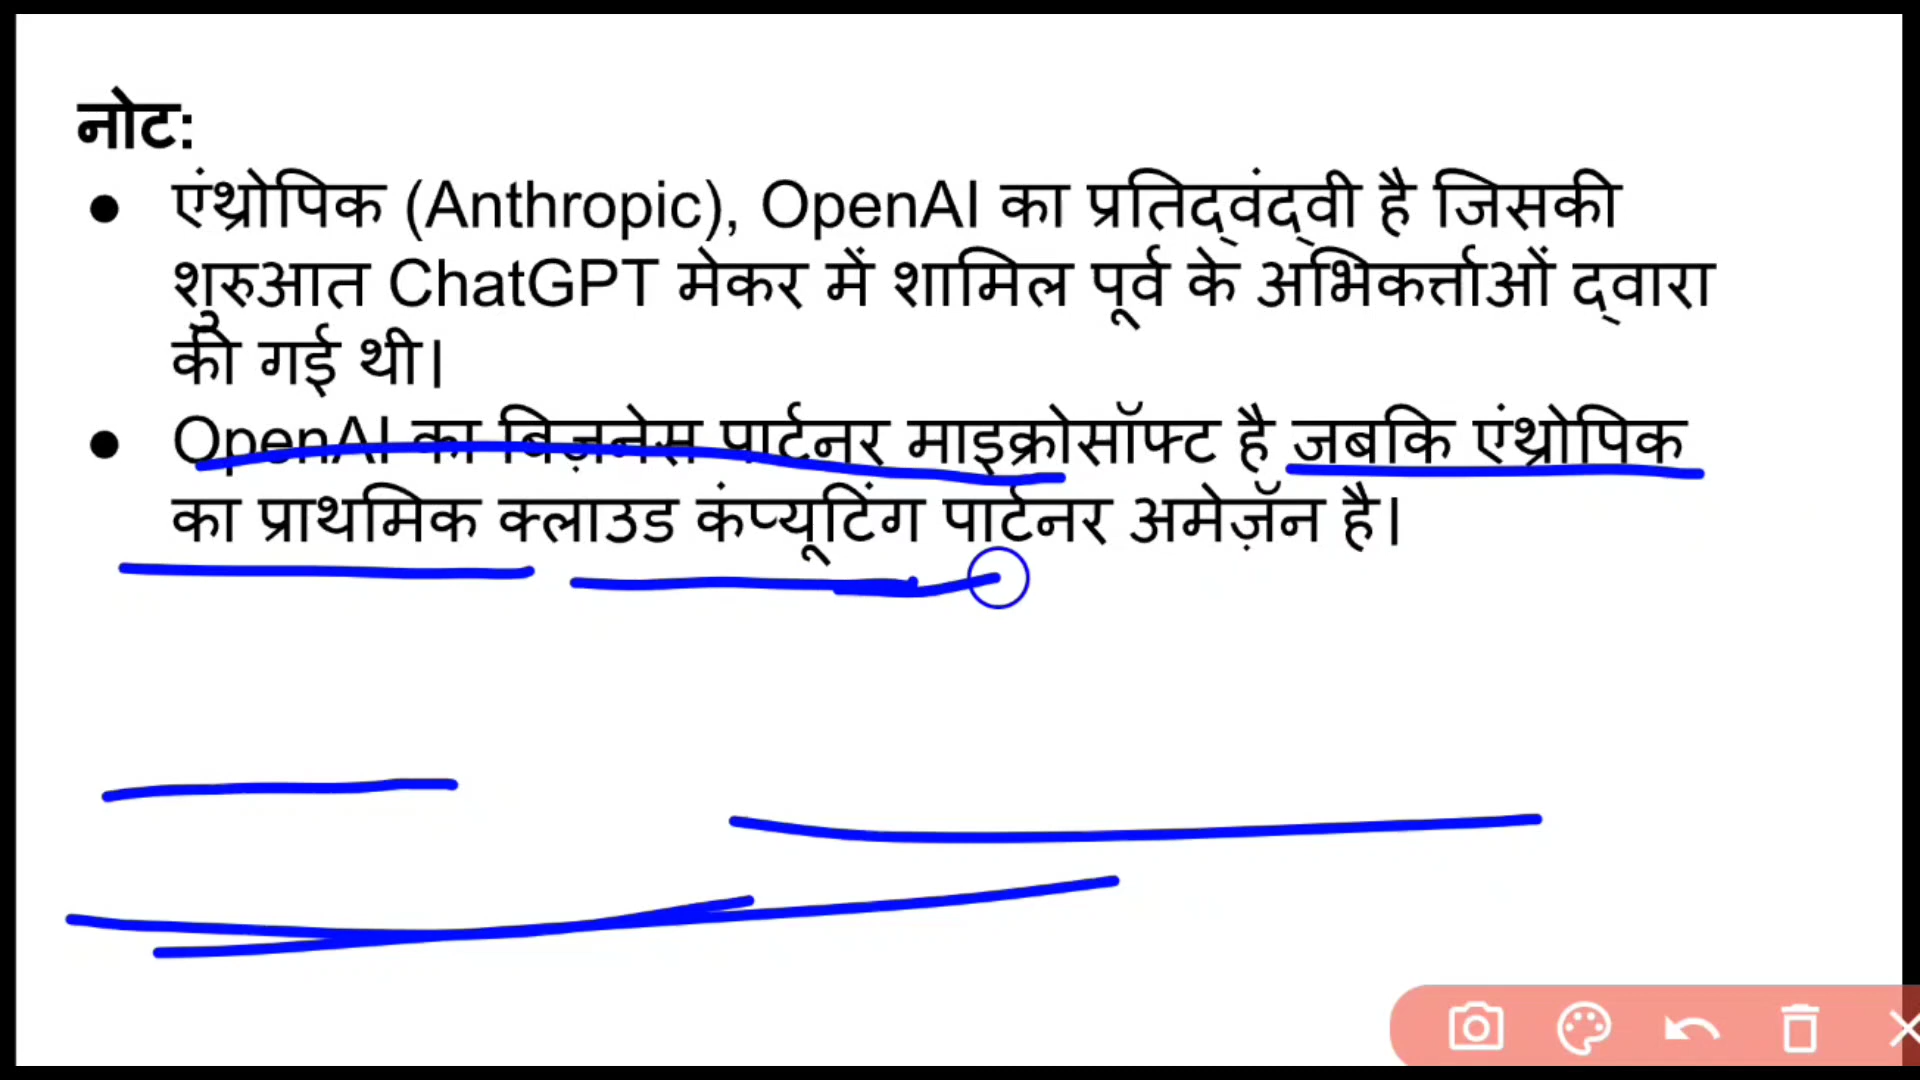 नोट:
● एंथ्रोपिक (Anthropic), OpenAI का प्रतिद्वंद्वी है जिसकी
शुरुआत ChatGPT मेकर में शामिल पूर्व के अभिकर्त्ताओं द्वारा
की गई थी।
● OpenAI का बिज़नेस पार्टनर माइक्रोसॉफ्ट है जबकि एंथ्रोपिक
का प्राथमिक क्लाउड कंप्यूटिंग पार्टनर अमेज़ॅन है।